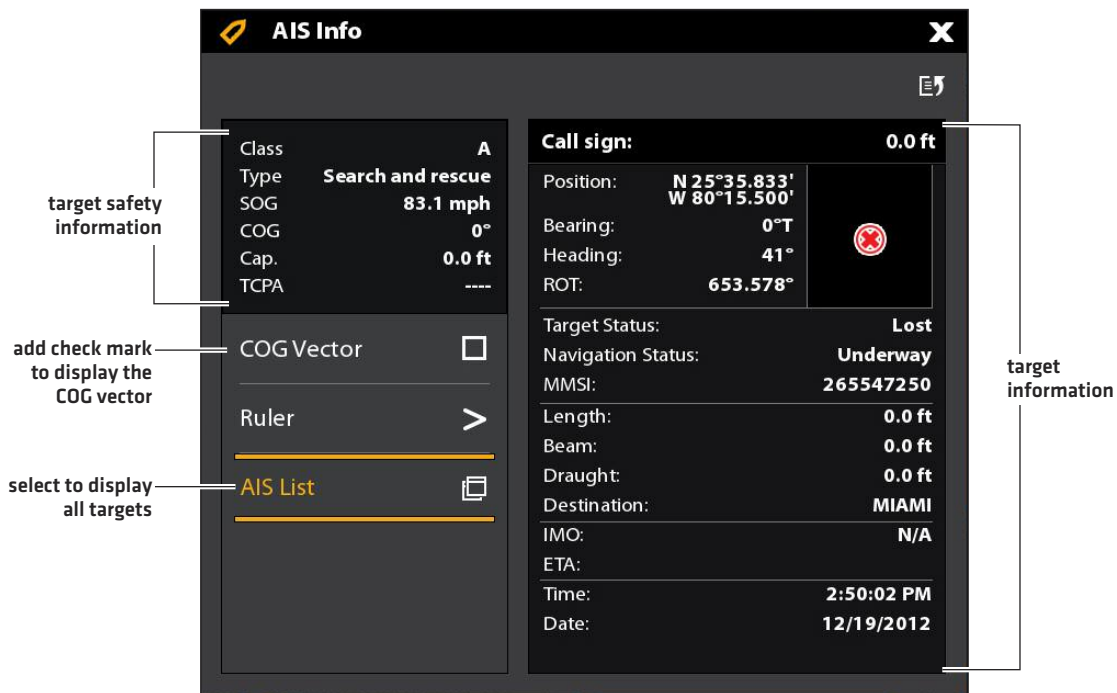 AIS Info
target safety
information
Class A
Type Search and rescue
SOG 83.1 mph
COG 0°
Cap. 0.0 ft
TCPA ----
add check mark
to display the
COG vector
COG Vector
Ruler >
select to display
all targets
AIS List
Call sign: 0.0 ft
Position: N 25°35.833'
W 80°15.500'
Bearing: 0°T
Heading: 41°
ROT: 653.578°
Target Status: Lost
Navigation Status: Underway
MMSI: 265547250
Length: 0.0 ft
Beam: 0.0 ft
Draught: 0.0 ft
Destination: MIAMI
IMO: N/A
ETA:
Time: 2:50:02 PM
Date: 12/19/2012
target
information